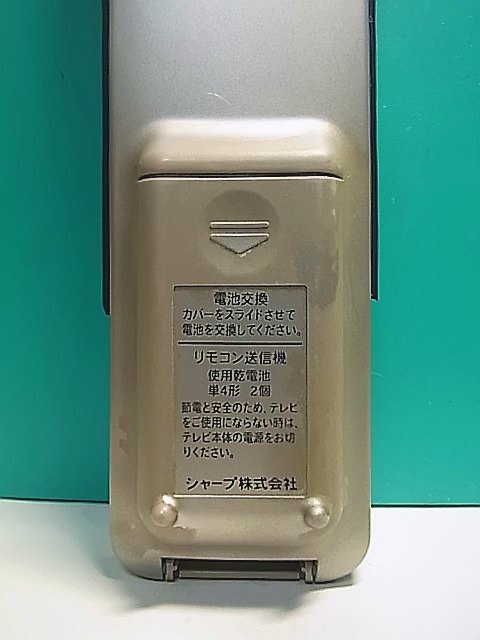 電池交換
カバーをスライドさせて
電池を交換してください。
リモコン送信機
使用乾電池
単4形 2個
節電と安全のため、テレビ
をご使用にならない時は、
テレビ本体の電源をお切
りください。
シャープ株式会社